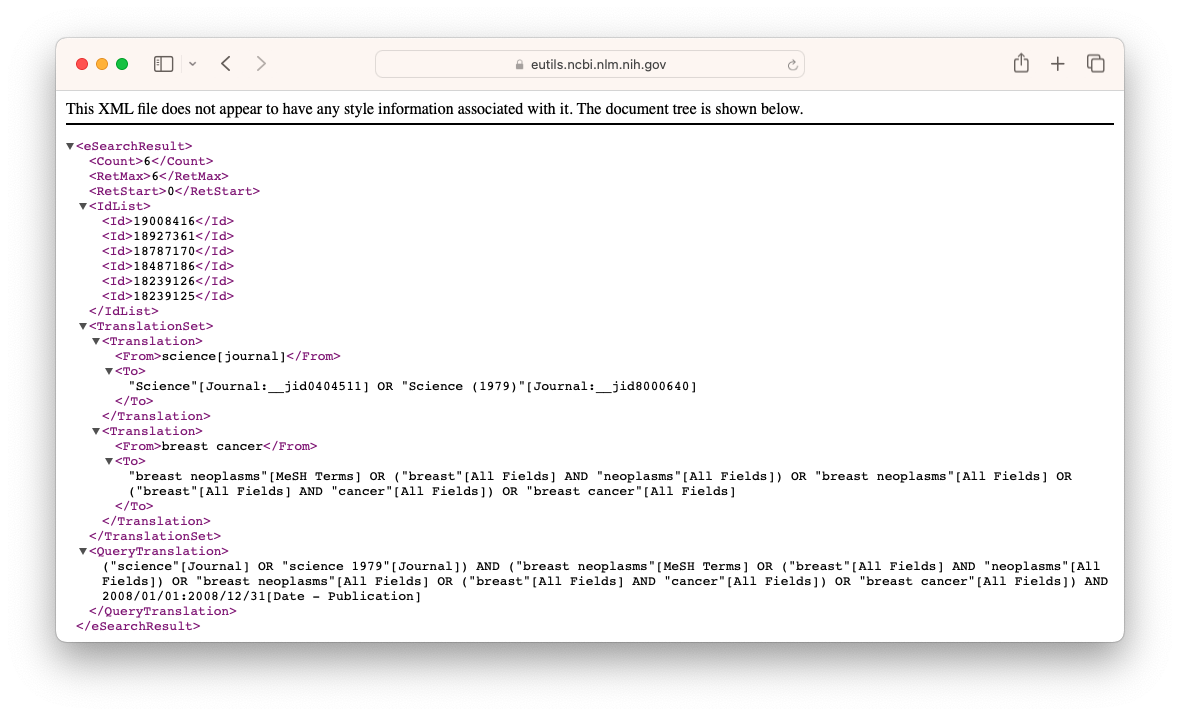 eutils.ncbi.nlm.nih.gov
This XML file does not appear to have any style information associated with it. The document tree is shown below.
▼<eSearchResult>
<Count>6</Count>
<RetMax>6</RetMax>
<RetStart>0</RetStart>
▼<IdList>
<Id>19008416</Id>
<Id>18927361</Id>
<Id>18787170</Id>
<Id>18487186</Id>
<Id>18239126</Id>
<Id>18239125</Id>
</IdList>
▼<TranslationSet>
▼<Translation>
<From>science[journal]</From>
▼<To>
"Science"[Journal:__jid0404511] OR "Science (1979)"[Journal:__jid8000640]
</To>
</Translation>
▼<Translation>
<From>breast cancer</From>
▼<To>
"breast neoplasms"[MeSH Terms] OR ("breast"[All Fields] AND "neoplasms"[All Fields]) OR "breast neoplasms"[All Fields] OR
("breast"[All Fields] AND "cancer"[All Fields]) OR "breast cancer"[All Fields]
</To>
</Translation>
</TranslationSet>
▼<QueryTranslation>
("science"[Journal] OR "science 1979"[Journal]) AND ("breast neoplasms"[MeSH Terms] OR ("breast"[All Fields] AND "neoplasms"[All
Fields]) OR "breast neoplasms"[All Fields] OR ("breast"[All Fields] AND "cancer"[All Fields]) OR "breast cancer"[All Fields]) AND
2008/01/01:2008/12/31[Date - Publication]
</QueryTranslation>
</eSearchResult>